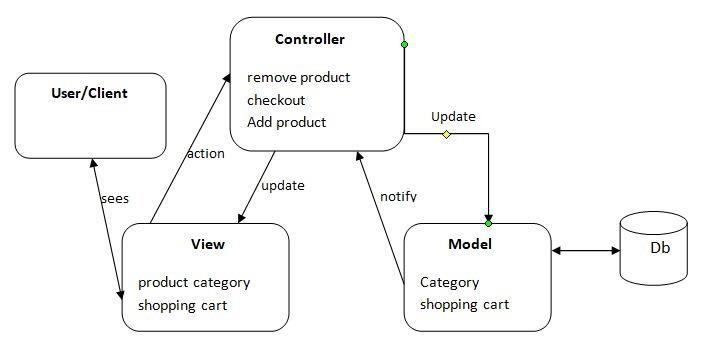 Controller
remove product
checkout
Add product
User/Client
Update
action
update
sees
notify
View
product category
shopping cart
Model
Category
shopping cart
Db